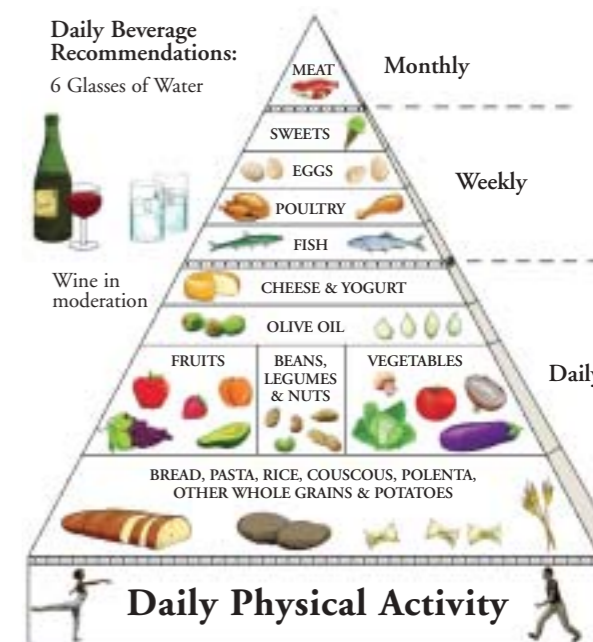 Daily Beverage
Recommendations:
6 Glasses of Water
Wine in
moderation
MEAT
Monthly
SWEETS
EGGS
POULTRY
FISH
Weekly
CHEESE & YOGURT
OLIVE OIL
FRUITS
BEANS,
LEGUMES
& NUTS
VEGETABLES
Daily
BREAD, PASTA, RICE, COUSCOUS, POLENTA,
OTHER WHOLE GRAINS & POTATOES
Daily Physical Activity